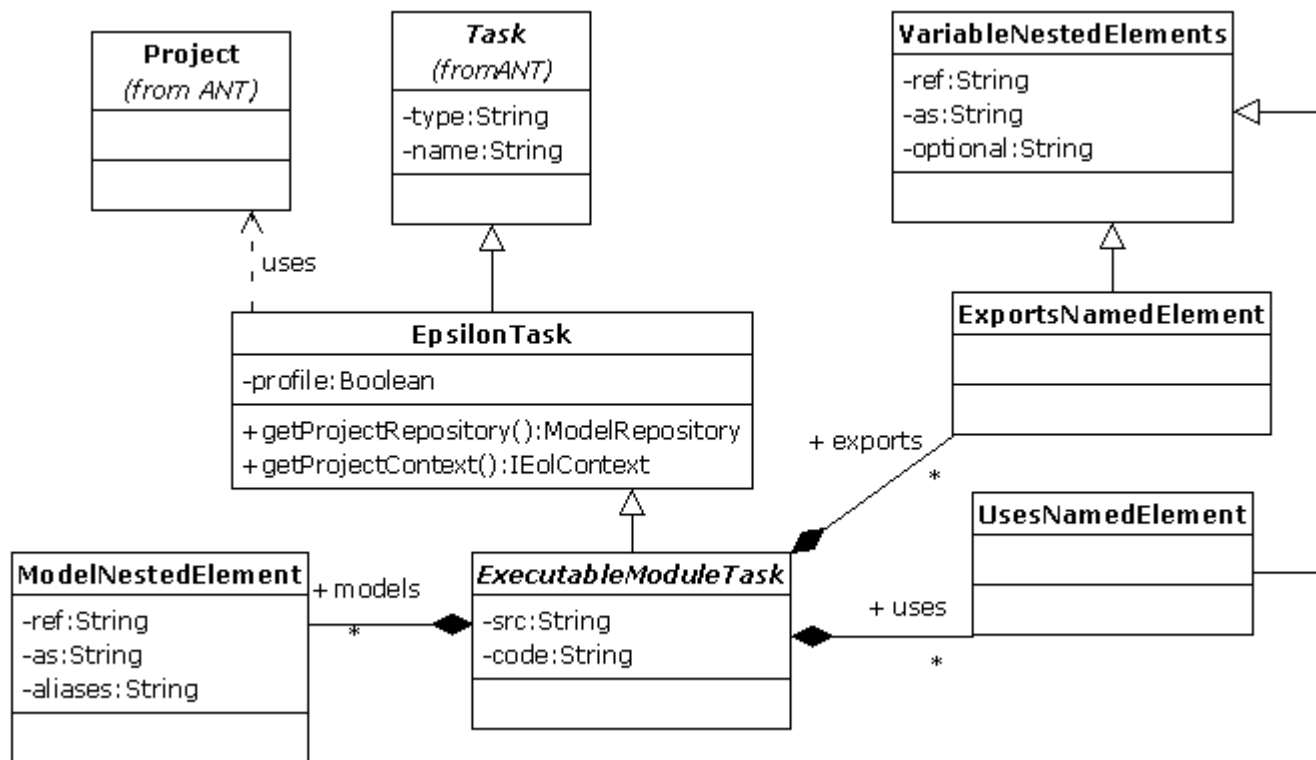 Project
(from ANT)
Task
(fromANT)
-type:String
-name:String
VariableNestedElements
-ref:String
-as:String
-optional:String
uses
EpsilonTask
-profile:Boolean
+getProjectRepository():ModelRepository
+getProjectContext():IEolContext
ExportsNamedElement
+ exports
*
UsesNamedElement
ModelNestedElement
-ref:String
-as:String
-aliases:String
+ models
*
ExecutableModuleTask
-src:String
-code:String
+ uses
*